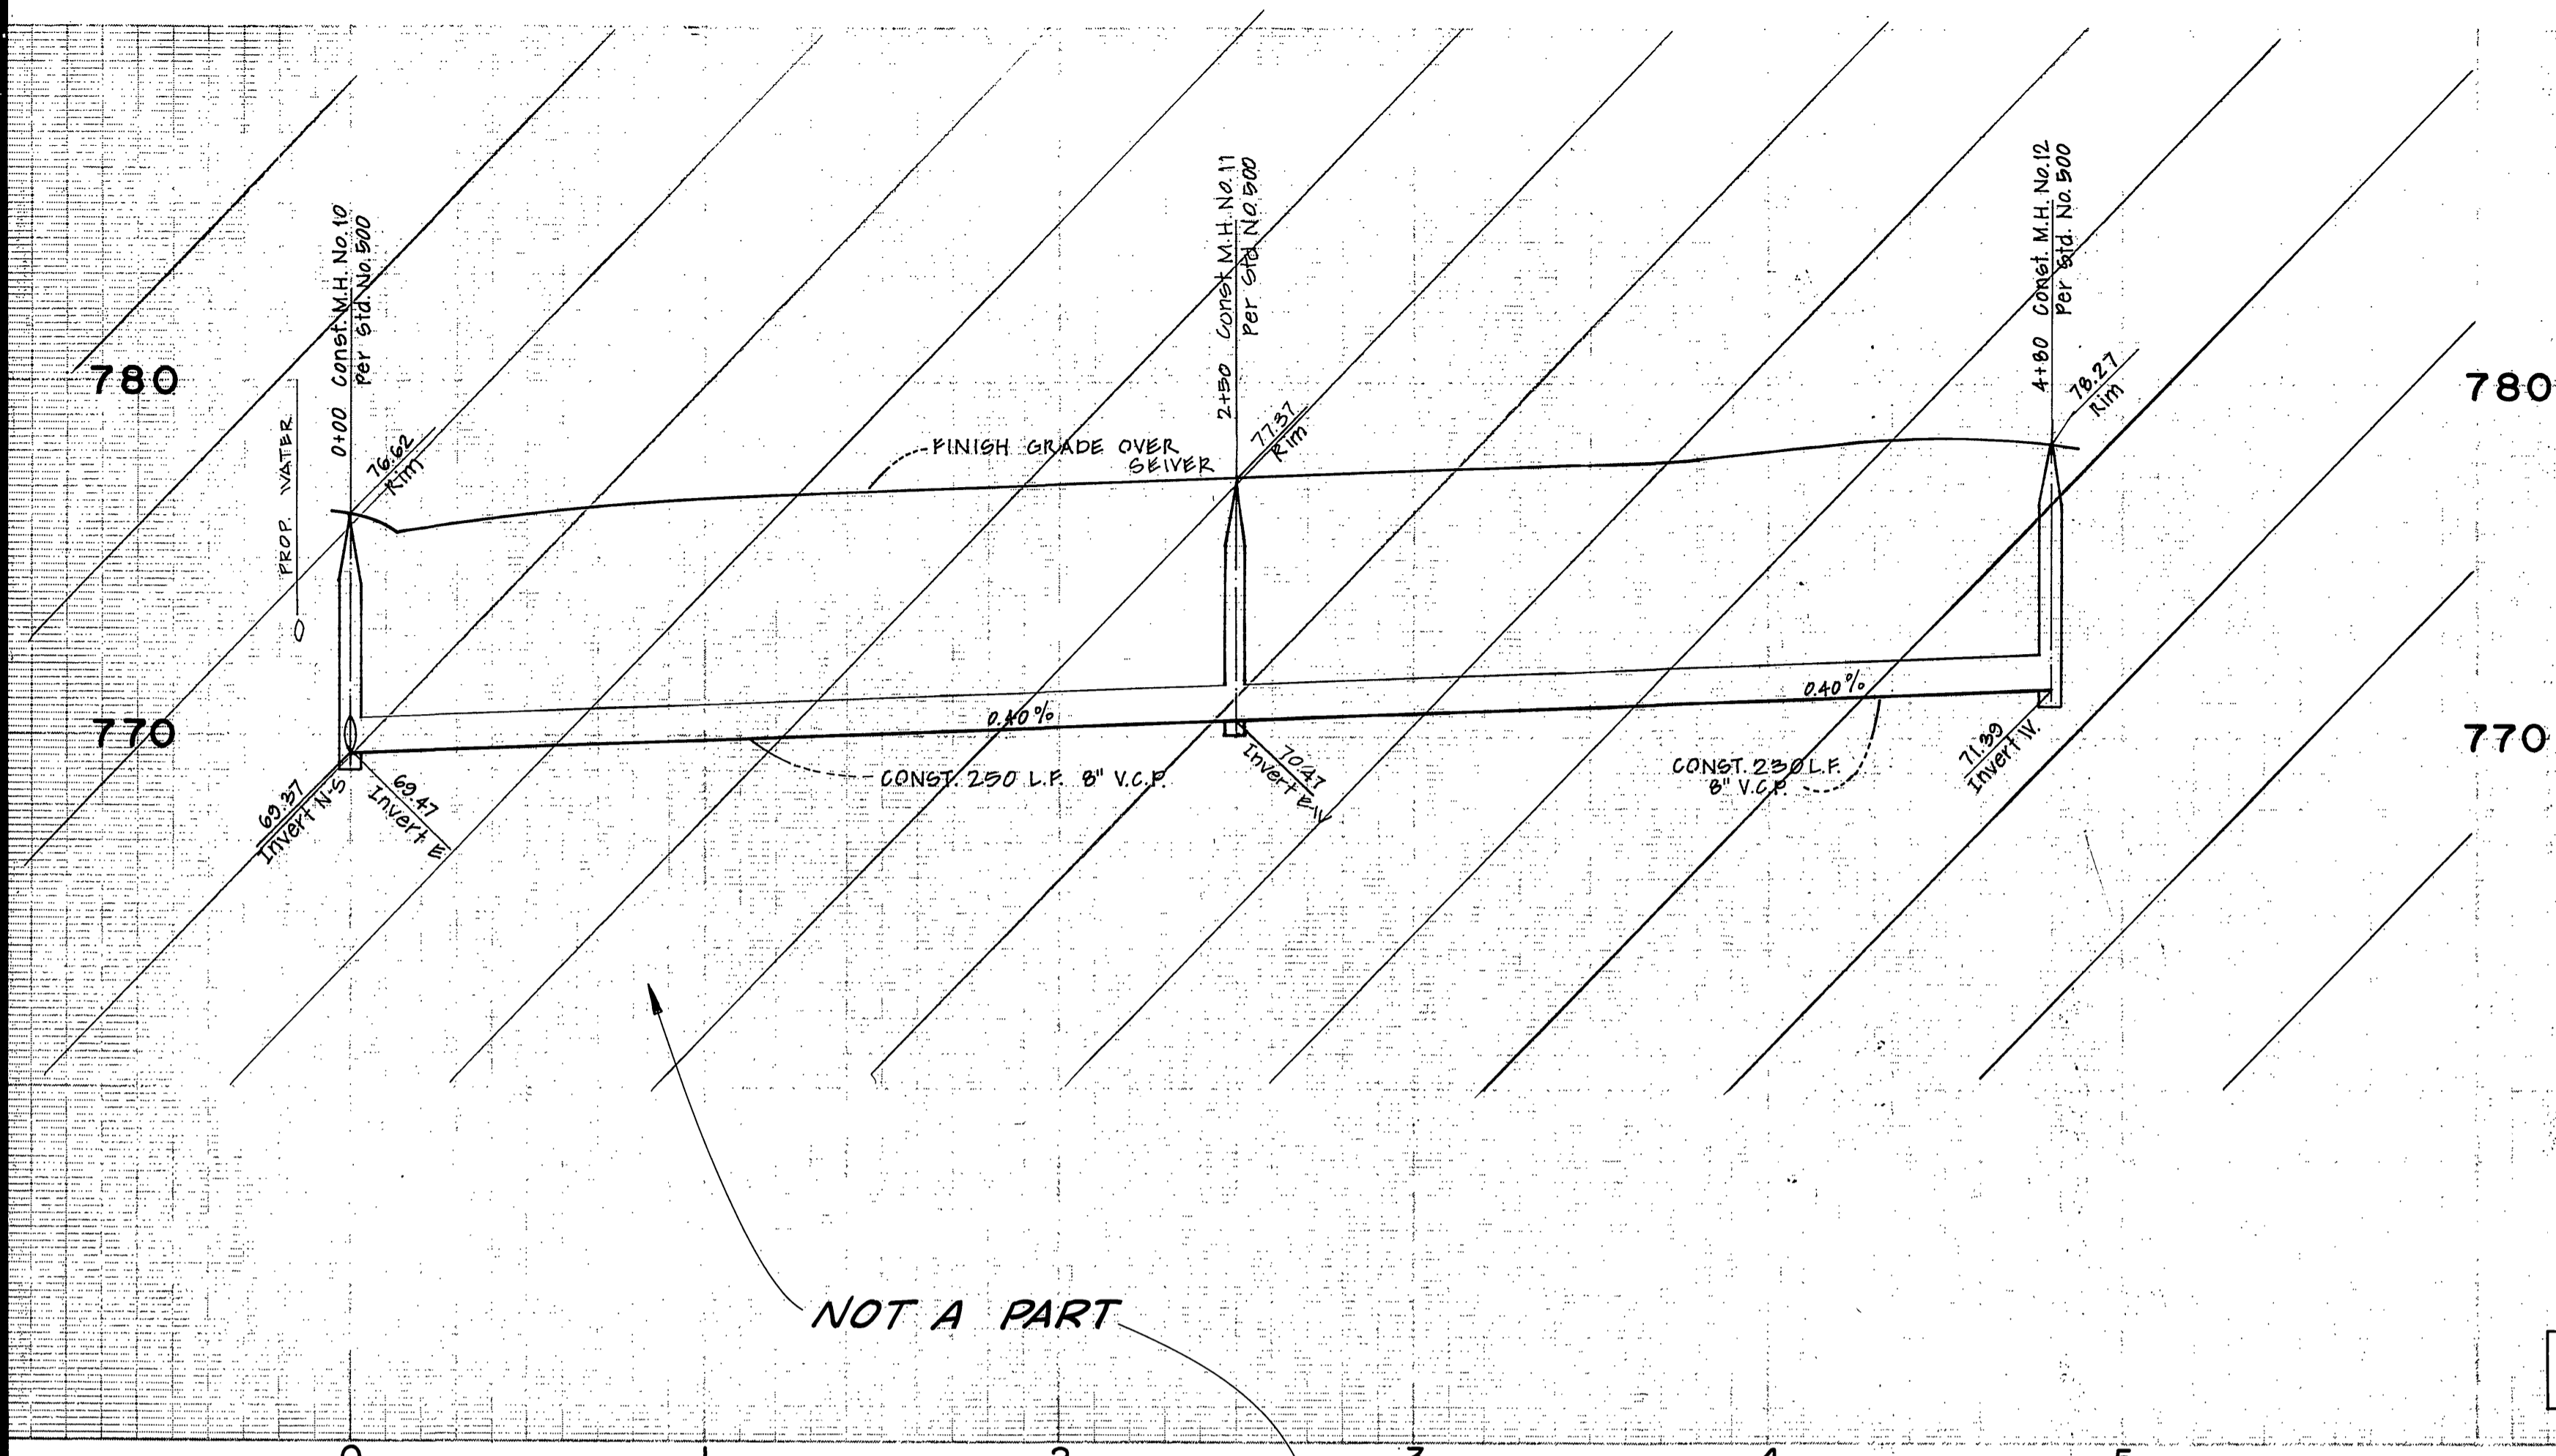 0+00 Const. M.H. No. 10
per Std. No. 500
2+50 Const M.H. No. 11
per Std No. 500
4+80 Const. M.H. No. 12
per Std. No. 500
780
780
PROP. WATER
76.62
Rim
FINISH GRADE OVER
SEWER
77.37
Rim
78.27
Rim
770
770
0.40%
0.40%
69.37
Invert N-S
69.47
Invert E
CONST. 250 L.F. 8" V.C.P.
70.47
Invert E-W
CONST. 230 L.F.
8" V.C.P.
71.39
Invert W.
NOT A PART
0 1 2 3 4 5